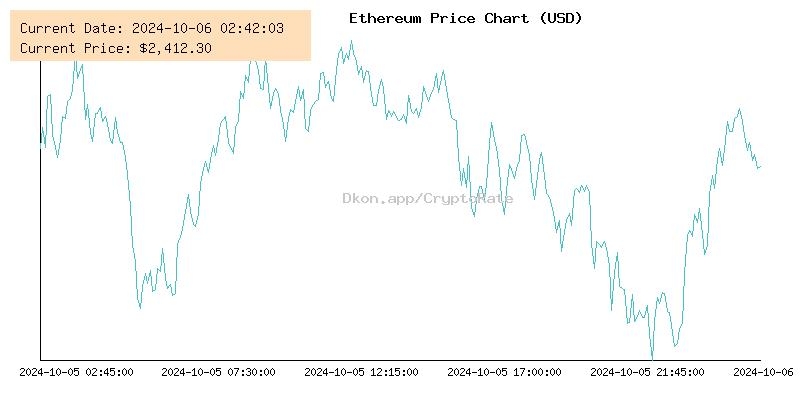 Ethereum Price Chart (USD)
Current Date: 2024-10-06 02:42:03
Current Price: $2,412.30
Dkon.app/CryptoRate
2024-10-05 02:45:00 2024-10-05 07:30:00 2024-10-05 12:15:00 2024-10-05 17:00:00 2024-10-05 21:45:00 2024-10-06